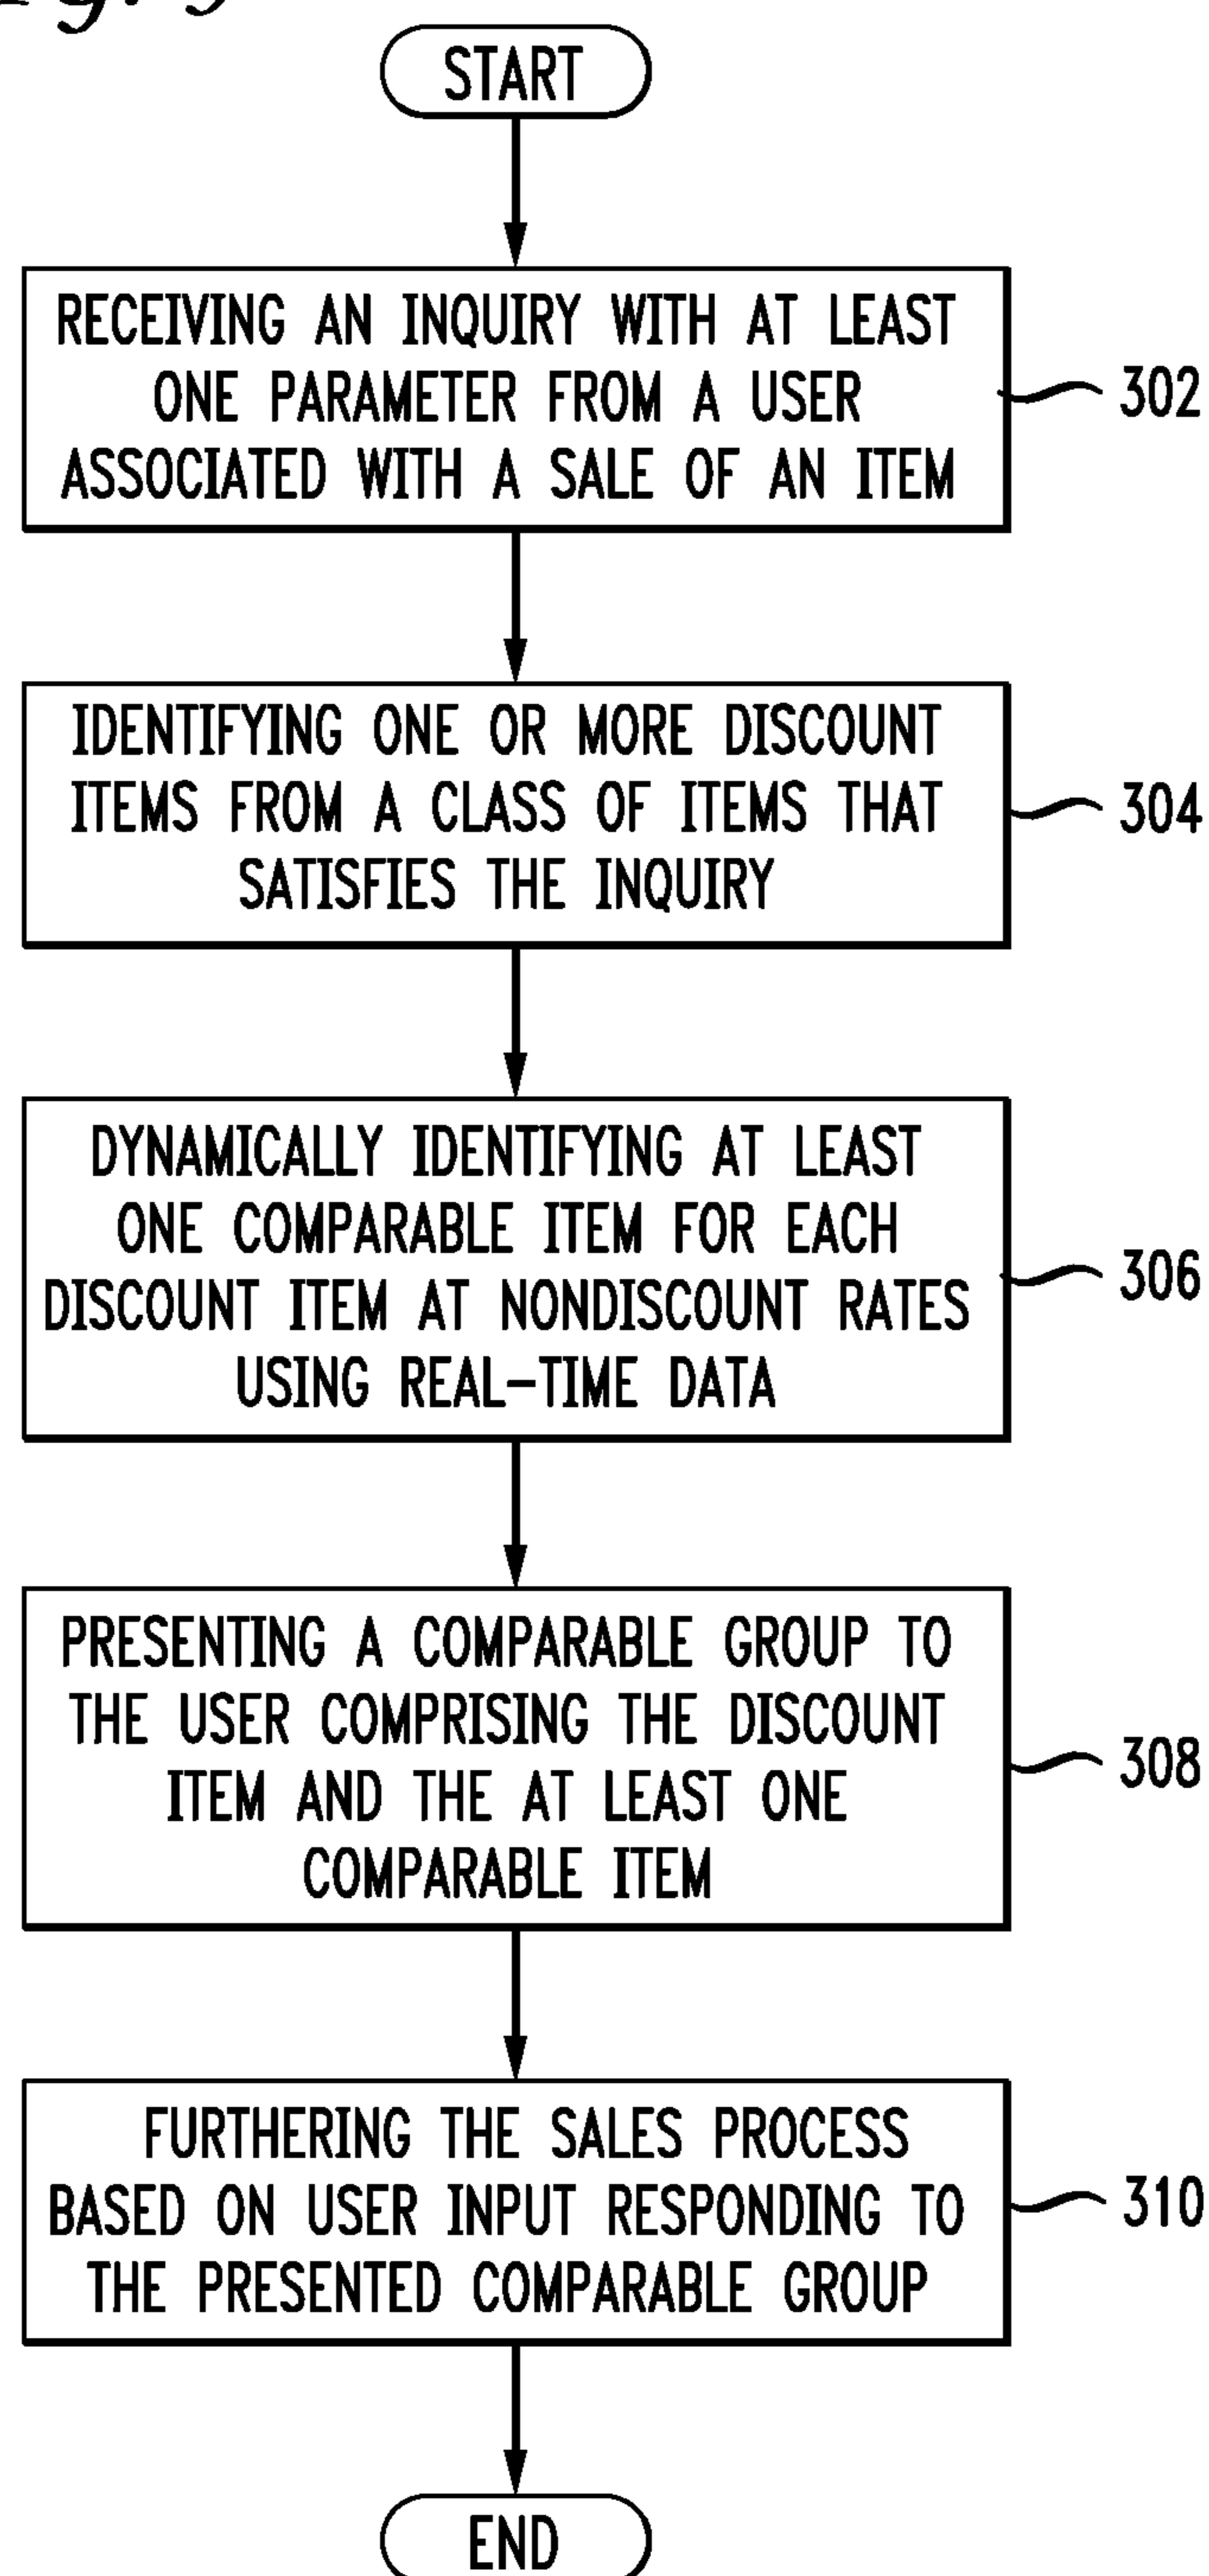 START
RECEIVING AN INQUIRY WITH AT LEAST
ONE PARAMETER FROM A USER
ASSOCIATED WITH A SALE OF AN ITEM
302
IDENTIFYING ONE OR MORE DISCOUNT
ITEMS FROM A CLASS OF ITEMS THAT
SATISFIES THE INQUIRY
304
DYNAMICALLY IDENTIFYING AT LEAST
ONE COMPARABLE ITEM FOR EACH
DISCOUNT ITEM AT NONDISCOUNT RATES
USING REAL-TIME DATA
306
PRESENTING A COMPARABLE GROUP TO
THE USER COMPRISING THE DISCOUNT
ITEM AND THE AT LEAST ONE
COMPARABLE ITEM
308
FURTHERING THE SALES PROCESS
BASED ON USER INPUT RESPONDING TO
THE PRESENTED COMPARABLE GROUP
310
END